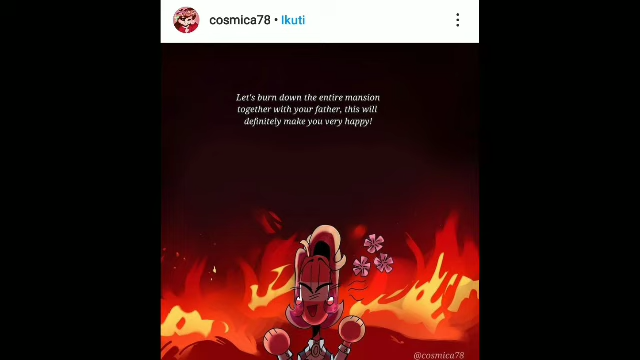 cosmica78 • Ikuti
Let's burn down the entire mansion
together with your father, this will
definitely make you very happy!
@cosmica78